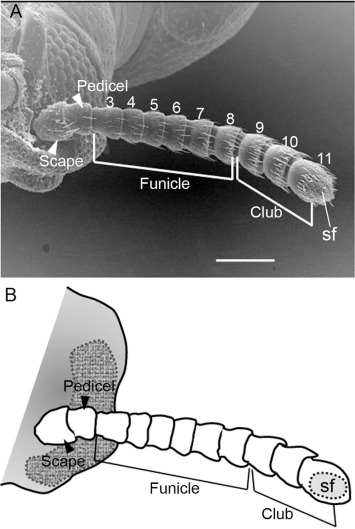 A
Pedicel
3 4 5 6 7 8 9 10 11
Scape
Funicle
Club
sf
B
Pedicel
Scape
Funicle
Club
sf